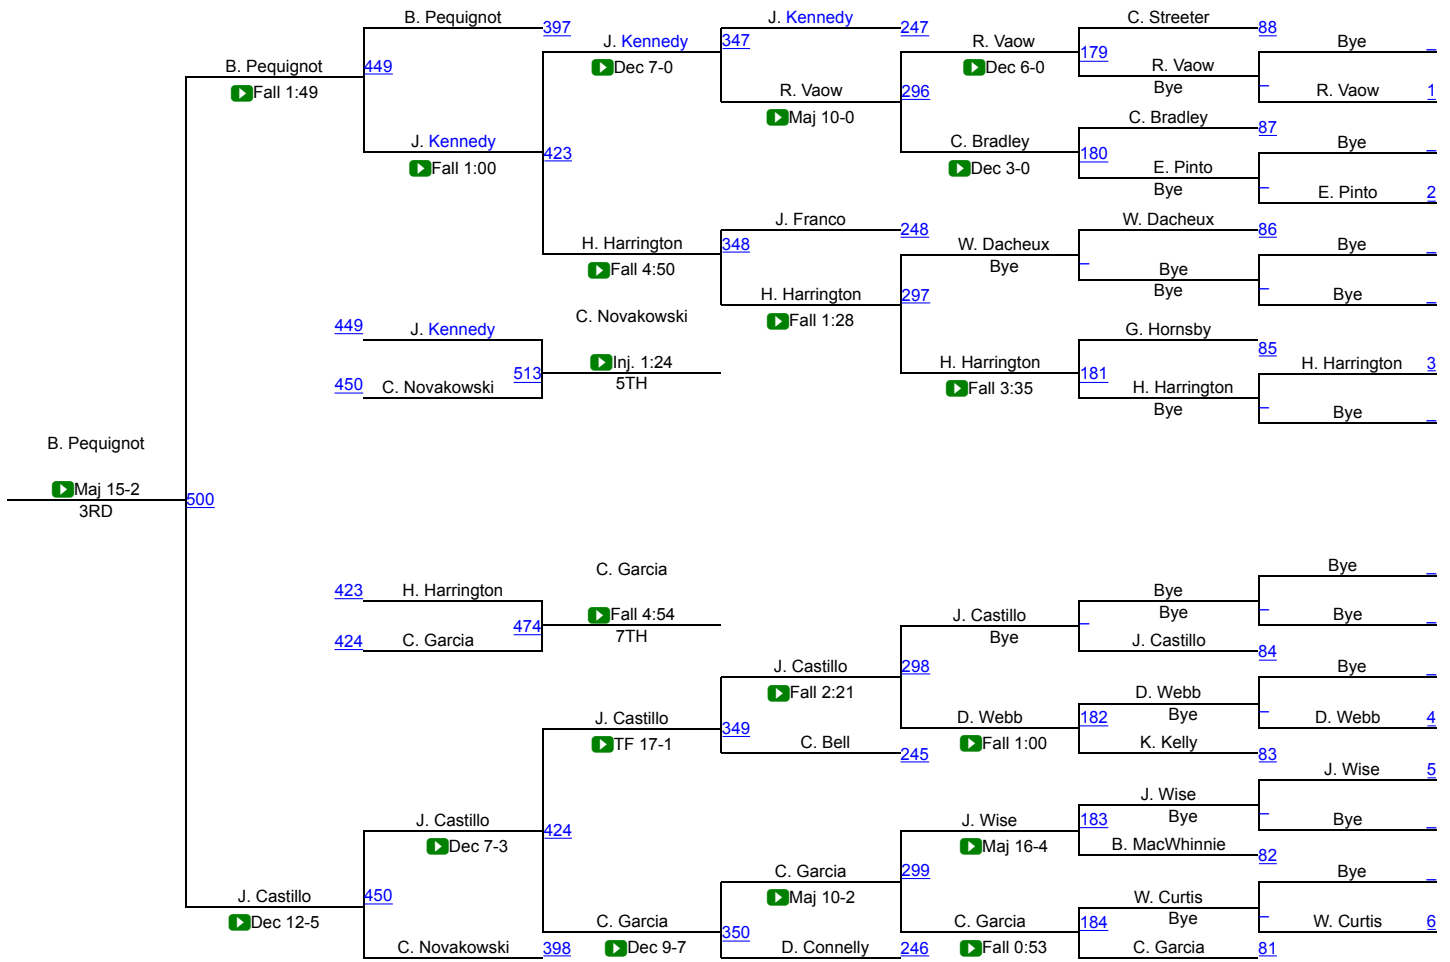 B. Pequignot 397
J. Kennedy 247
C. Streeter 88
J. Kennedy 347
R. Vaow 179
Bye _
B. Pequignot 449
Dec 7-0
Dec 6-0
R. Vaow
Bye _
R. Vaow 1
Fall 1:49
R. Vaow 296
Maj 10-0
C. Bradley 87
J. Kennedy 423
C. Bradley 180
Bye _
Fall 1:00
Dec 3-0
E. Pinto
Bye _
E. Pinto 2
J. Franco 248
W. Dacheux 86
H. Harrington 348
W. Dacheux _
Bye _
Fall 4:50
Bye
Bye
Bye _
H. Harrington 297
Bye _
C. Novakowski
Fall 1:28
449 J. Kennedy
G. Hornsby 85
Inj. 1:24
H. Harrington 181
H. Harrington 3
513
5TH
Fall 3:35
450 C. Novakowski
H. Harrington
Bye _
Bye _
B. Pequignot
Maj 15-2
500
3RD
C. Garcia
Bye _
423 H. Harrington
Bye
Fall 4:54
J. Castillo _
Bye _
Bye _
474
7TH
Bye
424 C. Garcia
J. Castillo 84
J. Castillo 298
Bye _
Fall 2:21
D. Webb
J. Castillo 349
D. Webb 182
Bye _
D. Webb 4
TF 17-1
C. Bell 245
Fall 1:00
K. Kelly 83
J. Wise 5
J. Wise
J. Castillo 424
J. Wise 183
Bye _
Bye _
Dec 7-3
Maj 16-4
B. MacWhinnie 82
C. Garcia 299
Bye _
J. Castillo 450
Maj 10-2
W. Curtis
Dec 12-5
C. Garcia 350
C. Garcia 184
Bye _
W. Curtis 6
C. Novakowski 398
Dec 9-7
D. Connelly 246
Fall 0:53
C. Garcia 81